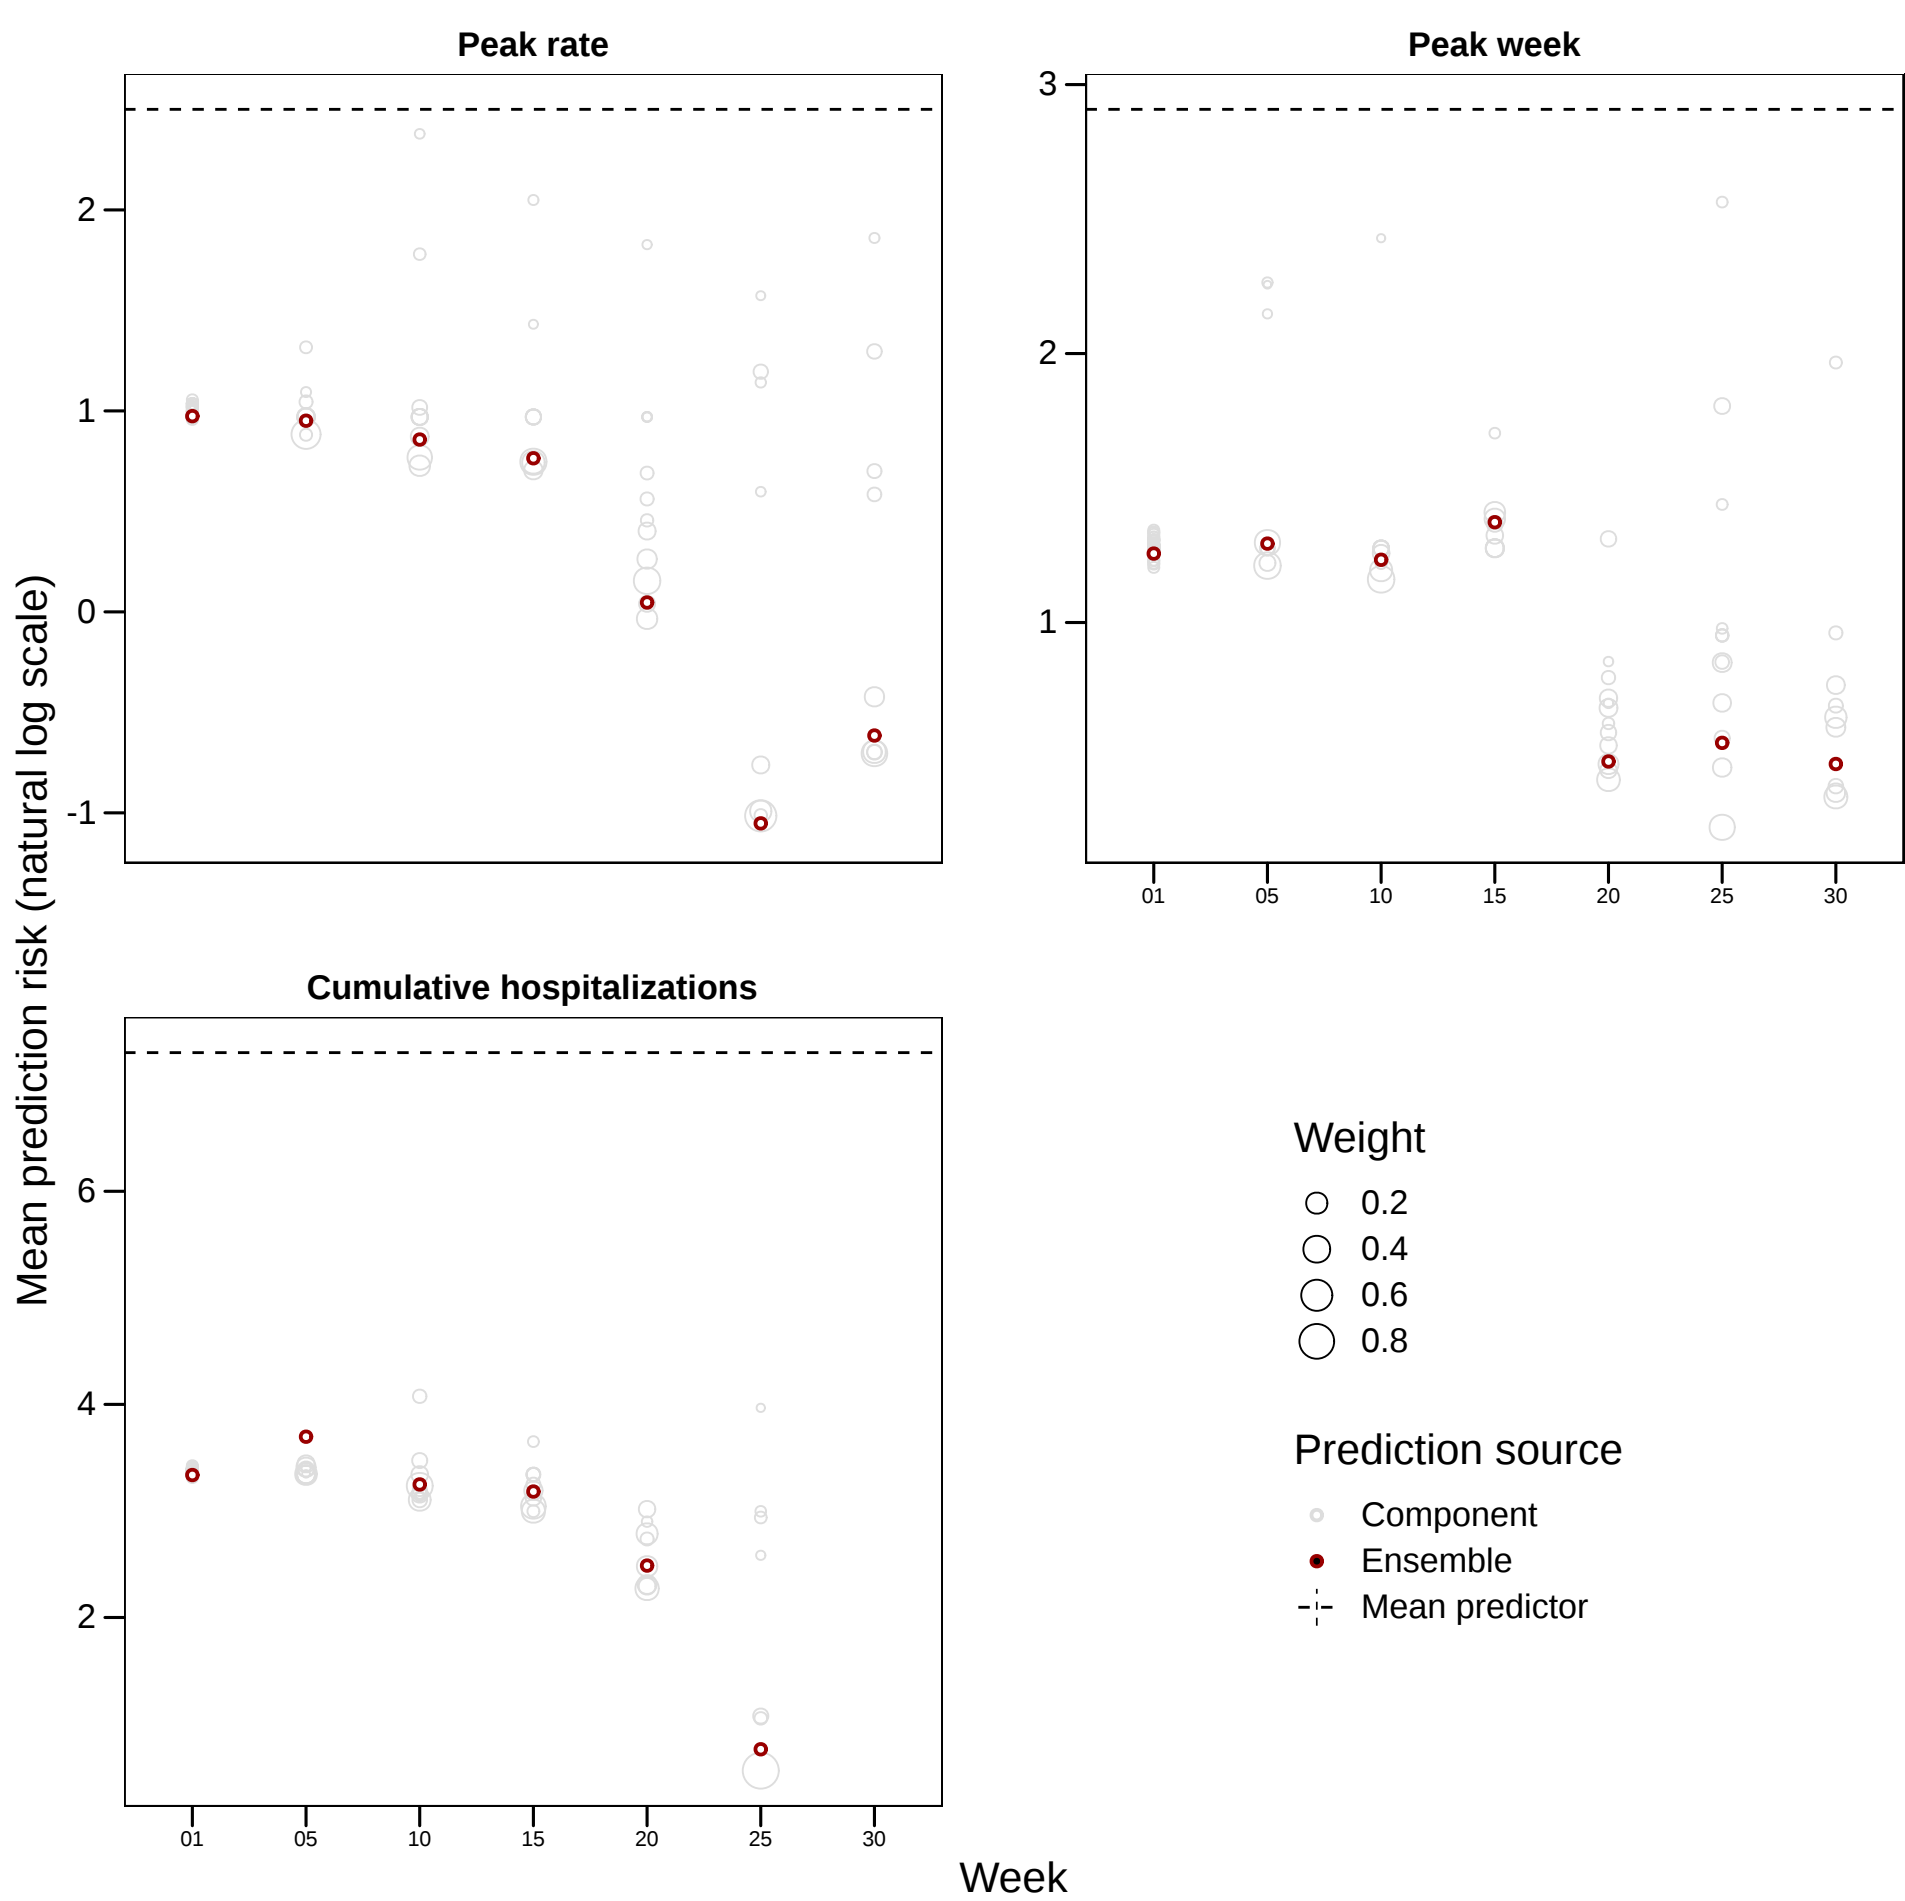 Peak rate
Peak week
2
1
0
-1
3
2
1
01 05 10 15 20 25 30
Mean prediction risk (natural log scale)
Cumulative hospitalizations
6
4
2
01 05 10 15 20 25 30
Week
Weight
0.2
0.4
0.6
0.8
Prediction source
Component
Ensemble
Mean predictor